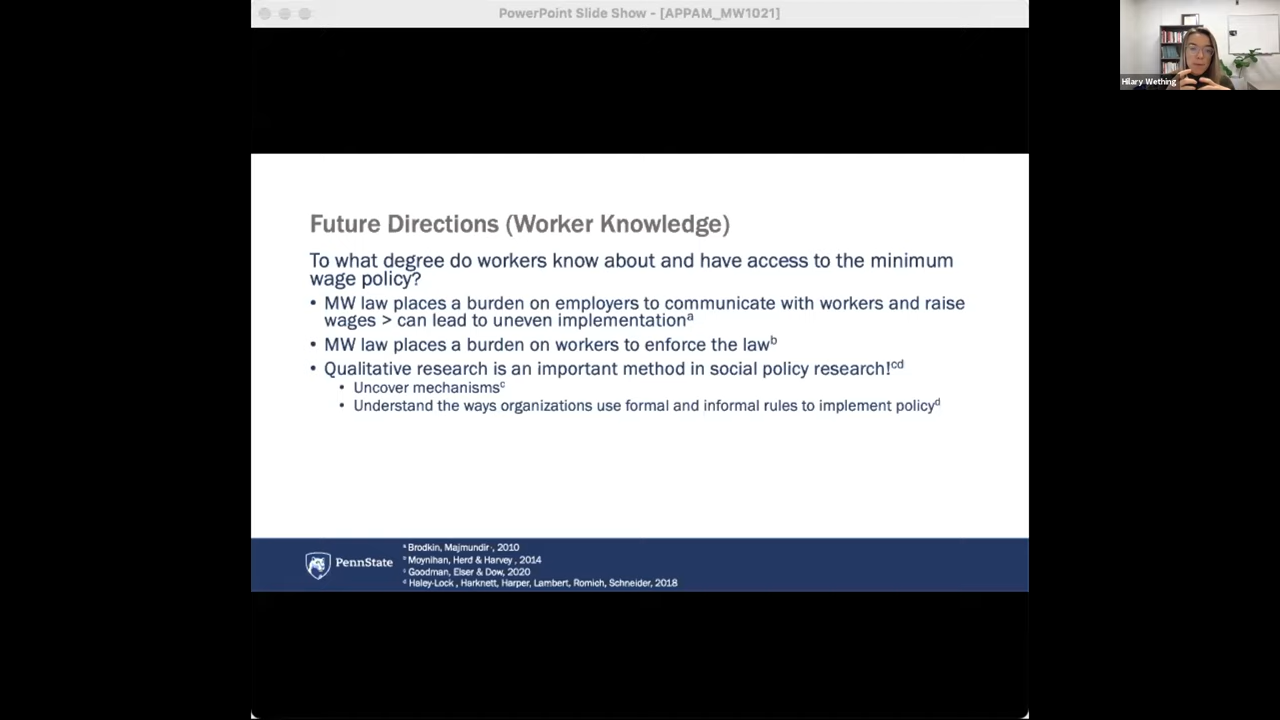 PowerPoint Slide Show - [APPAM_MW1021]
Hilary Wething
Future Directions (Worker Knowledge)
To what degree do workers know about and have access to the minimum
wage policy?
• MW law places a burden on employers to communicate with workers and raise
wages > can lead to uneven implementationᵃ
• MW law places a burden on workers to enforce the lawᵇ
• Qualitative research is an important method in social policy research!ᶜᵈ
• Uncover mechanismsᶜ
• Understand the ways organizations use formal and informal rules to implement policyᵈ
PennState
ᵃ Brodkin, Majmundir , 2010
ᵇ Moynihan, Herd & Harvey , 2014
ᶜ Goodman, Elser & Dow, 2020
ᵈ Haley-Lock , Harknett, Harper, Lambert, Romich, Schneider, 2018